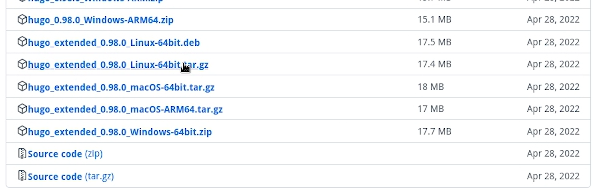 hugo_0.98.0_Windows-ARM64.zip 15.1 MB Apr 28, 2022
hugo_extended_0.98.0_Linux-64bit.deb 17.5 MB Apr 28, 2022
hugo_extended_0.98.0_Linux-64bit.tar.gz 17.4 MB Apr 28, 2022
hugo_extended_0.98.0_macOS-64bit.tar.gz 18 MB Apr 28, 2022
hugo_extended_0.98.0_macOS-ARM64.tar.gz 17 MB Apr 28, 2022
hugo_extended_0.98.0_Windows-64bit.zip 17.7 MB Apr 28, 2022
Source code (zip) Apr 28, 2022
Source code (tar.gz) Apr 28, 2022